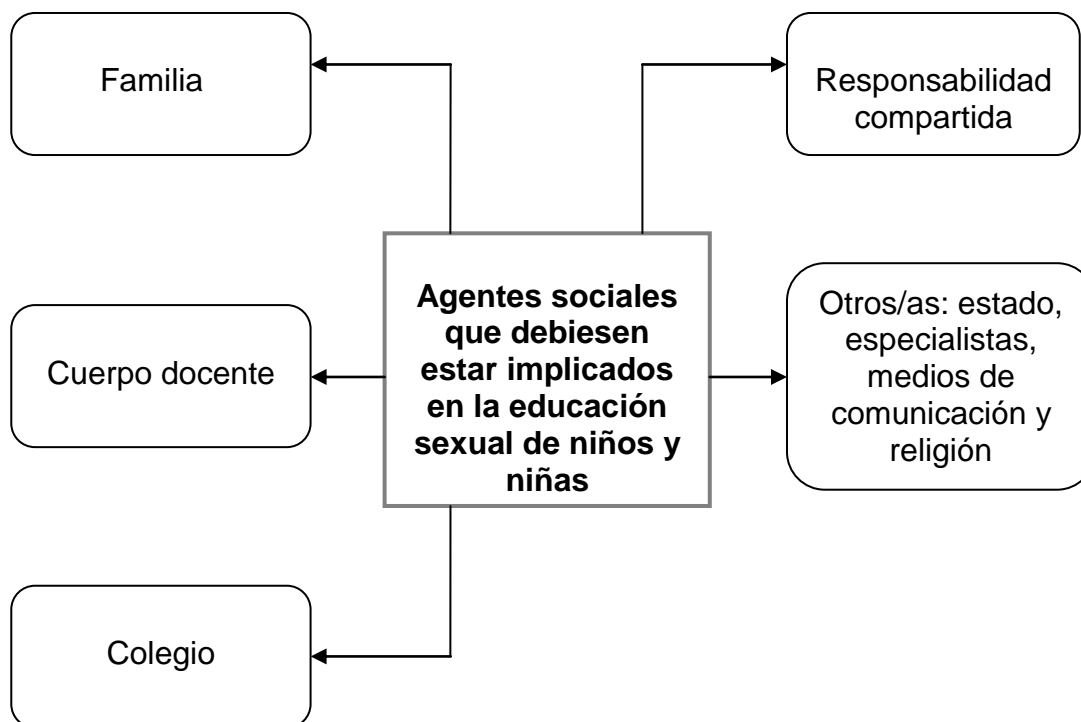 Familia
Responsabilidad
compartida
Agentes sociales
que debiesen
estar implicados
en la educación
sexual de niños y
niñas
Cuerpo docente
Otros/as: estado,
especialistas,
medios de
comunicación y
religión
Colegio